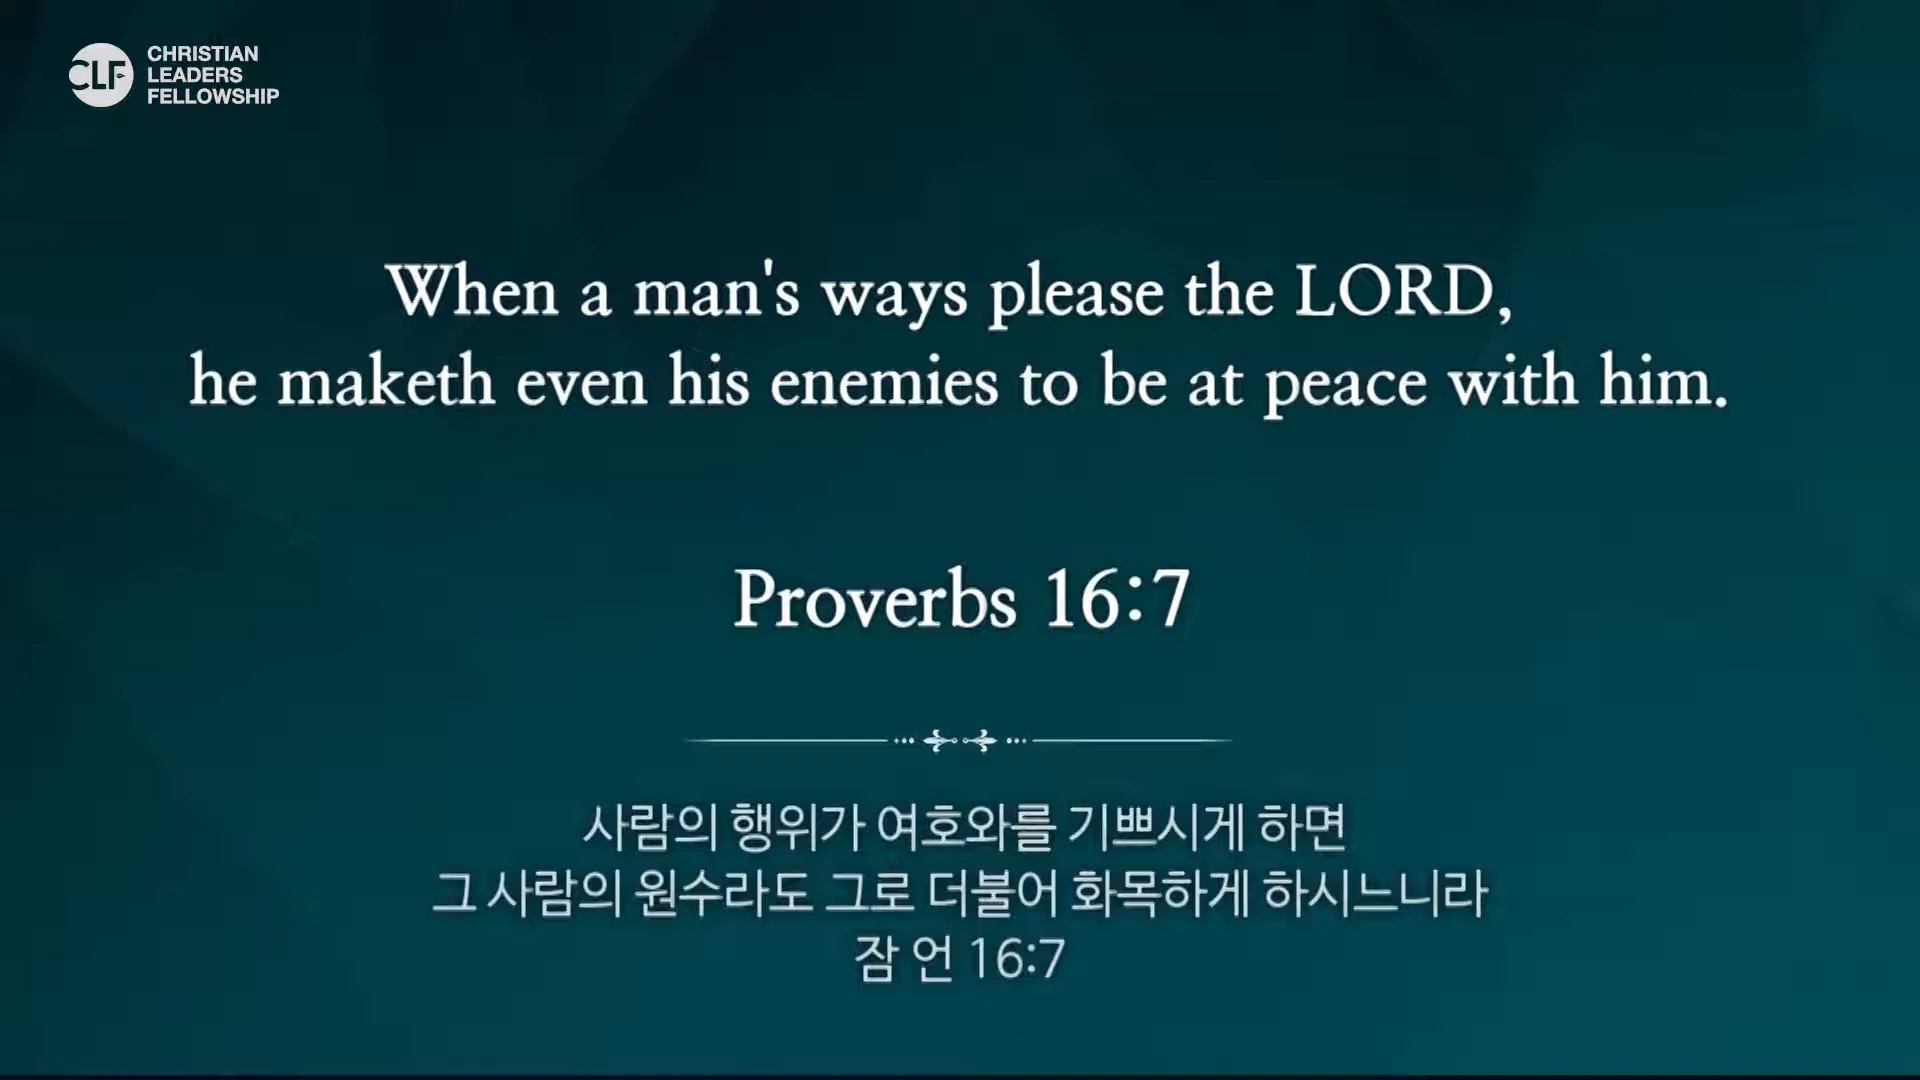 CLF
CHRISTIAN
LEADERS
FELLOWSHIP
When a man's ways please the LORD,
he maketh even his enemies to be at peace with him.
Proverbs 16:7
사람의 행위가 여호와를 기쁘시게 하면
그 사람의 원수라도 그로 더불어 화목하게 하시느니라
잠 언 16:7